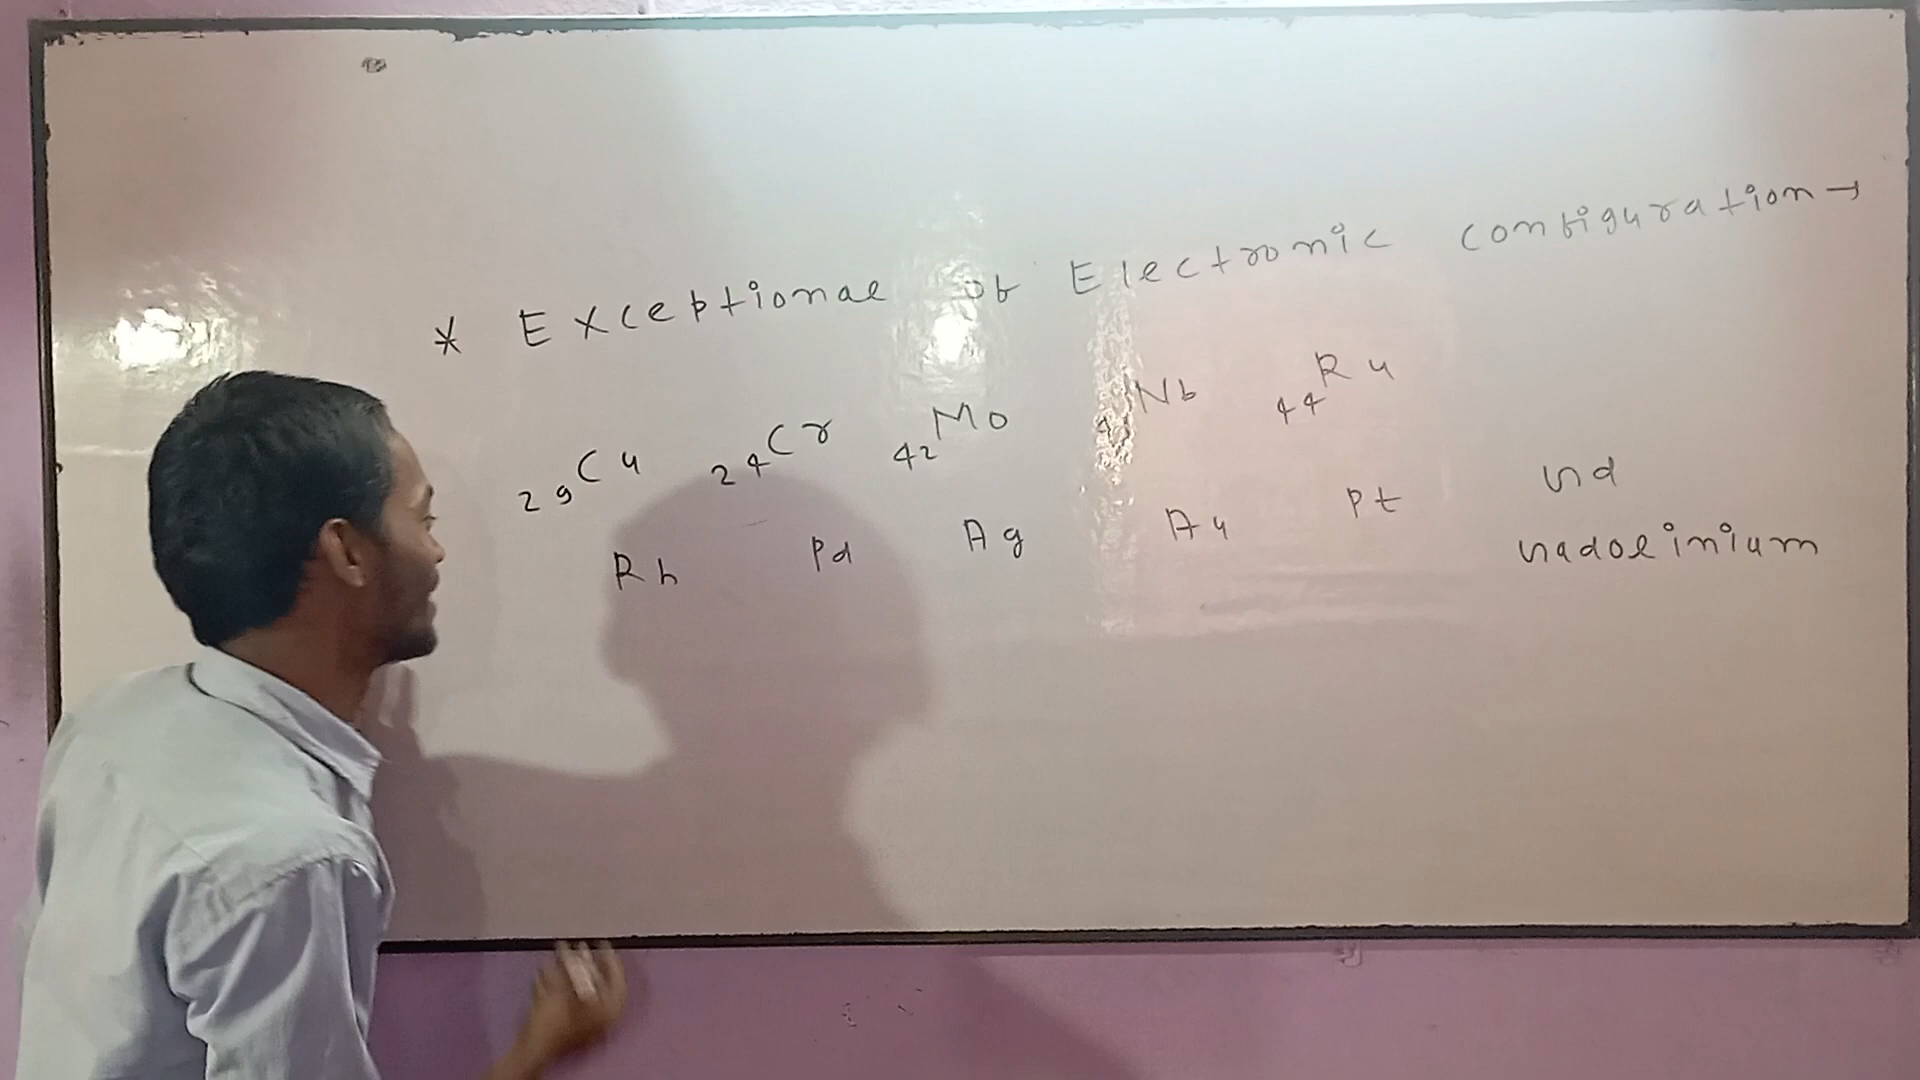 * Exceptional of Electronic configuration →
29Cu 24Cr 42Mo 41Nb 44Ru
Rh Pd Ag Au Pt Gd
Gadolinium